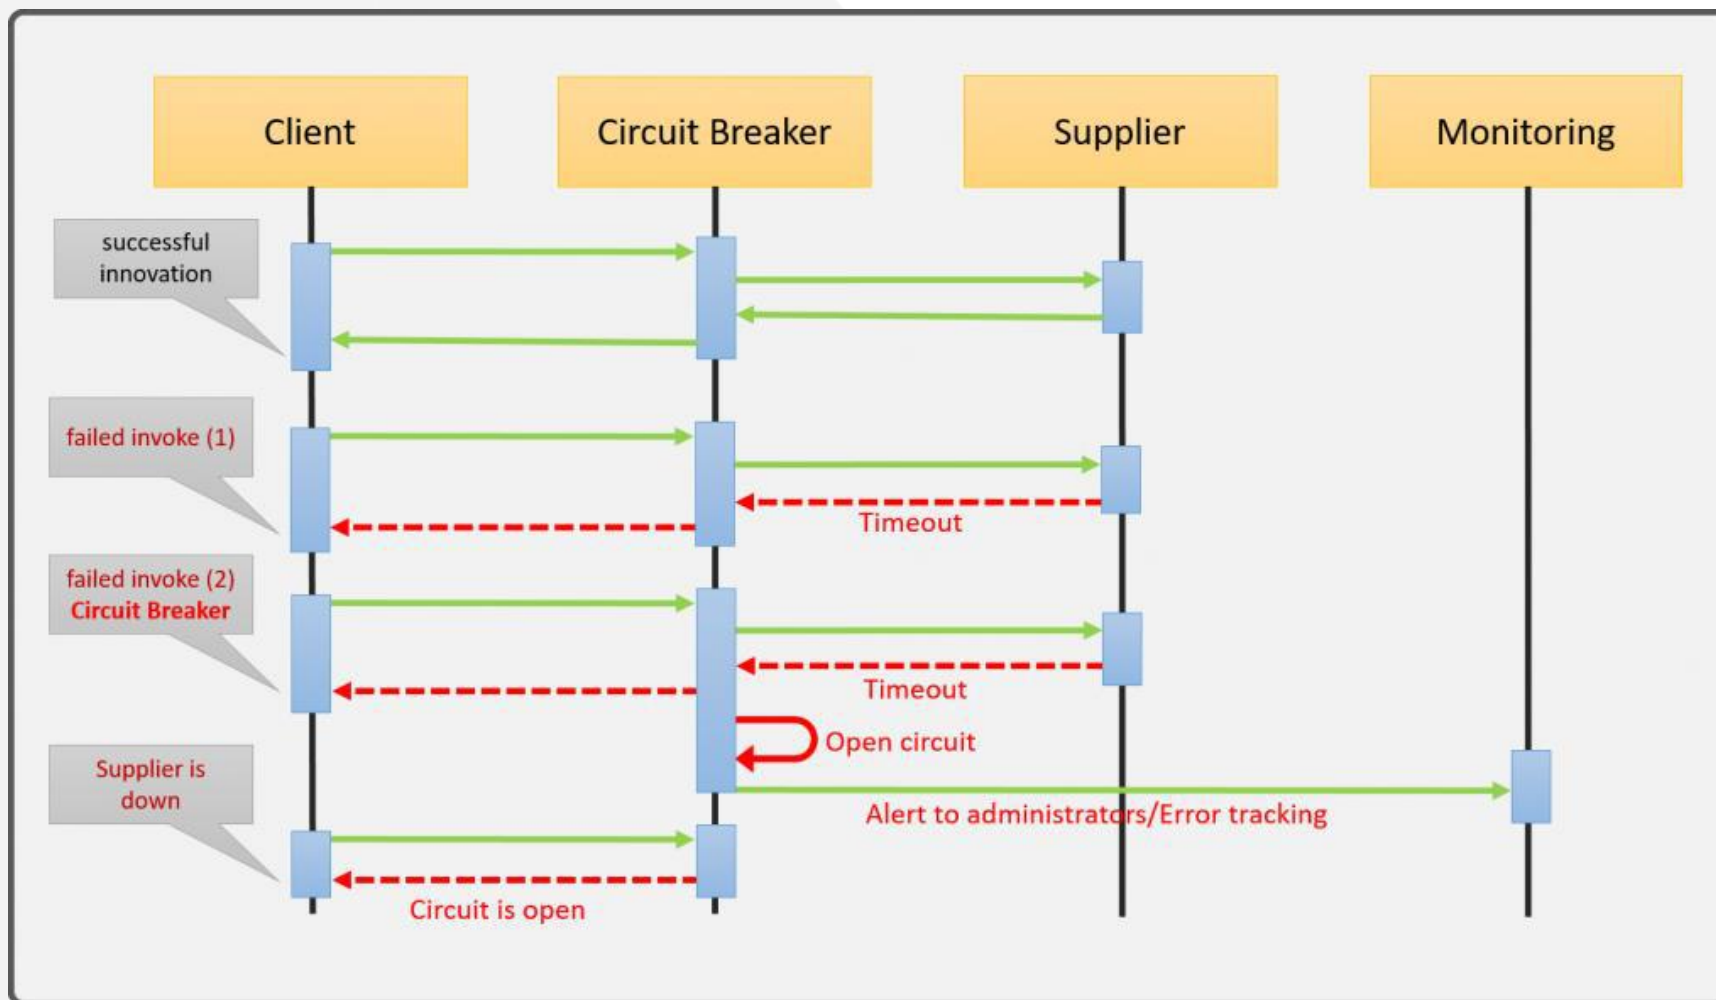 Client
Circuit Breaker
Supplier
Monitoring
successful
innovation
failed invoke (1)
Timeout
failed invoke (2)
Circuit Breaker
Timeout
Open circuit
Supplier is
down
Alert to administrators/Error tracking
Circuit is open